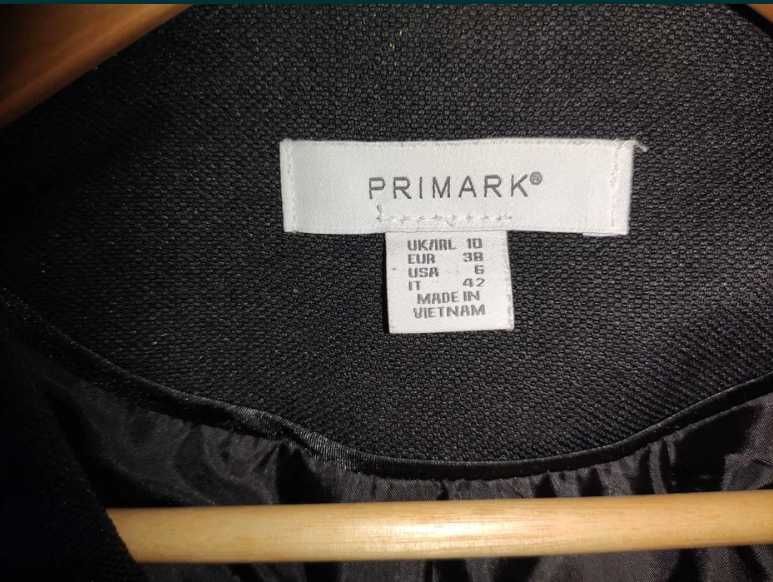 PRIMARK®
UK/IRL 10
EUR 38
USA 6
IT 42
MADE IN
VIETNAM